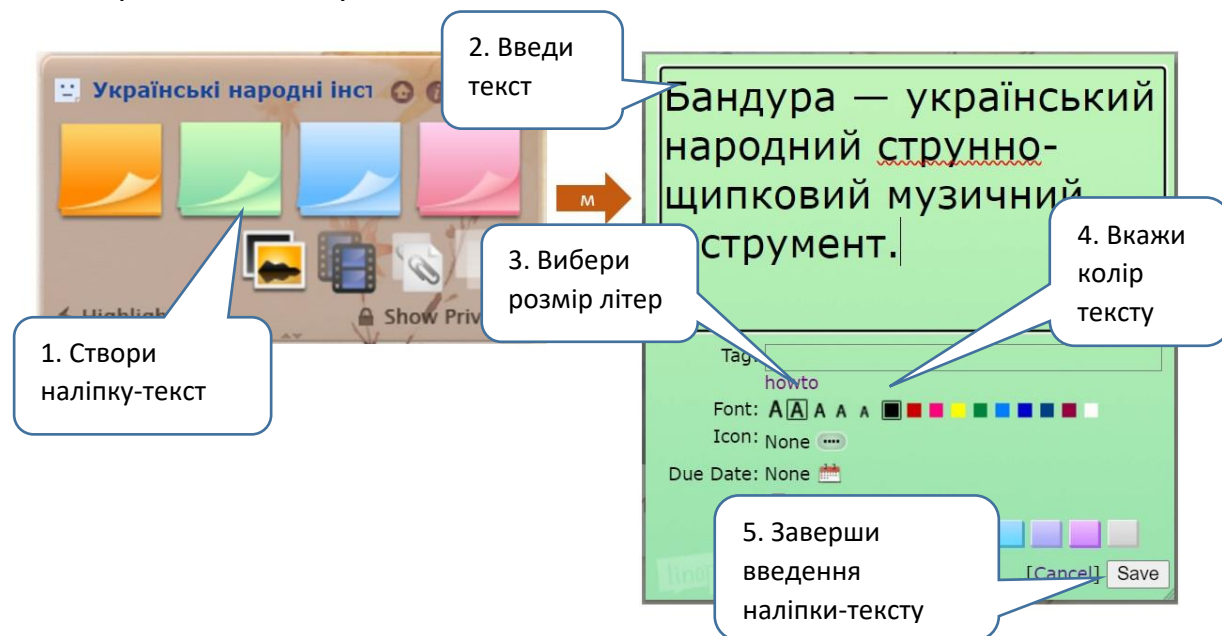 2. Введи
текст
Українські народні інст
Бандура — український
народний струнно-
щипковий музичний
струмент.
м
3. Вибери
розмір літер
4. Вкажи
колір
тексту
Show Priv
1. Створи
наліпку-текст
Tag:
howto
Font: A A A A A
Icon: None
Due Date: None
5. Заверши
введення
наліпки-тексту
[Cancel] Save